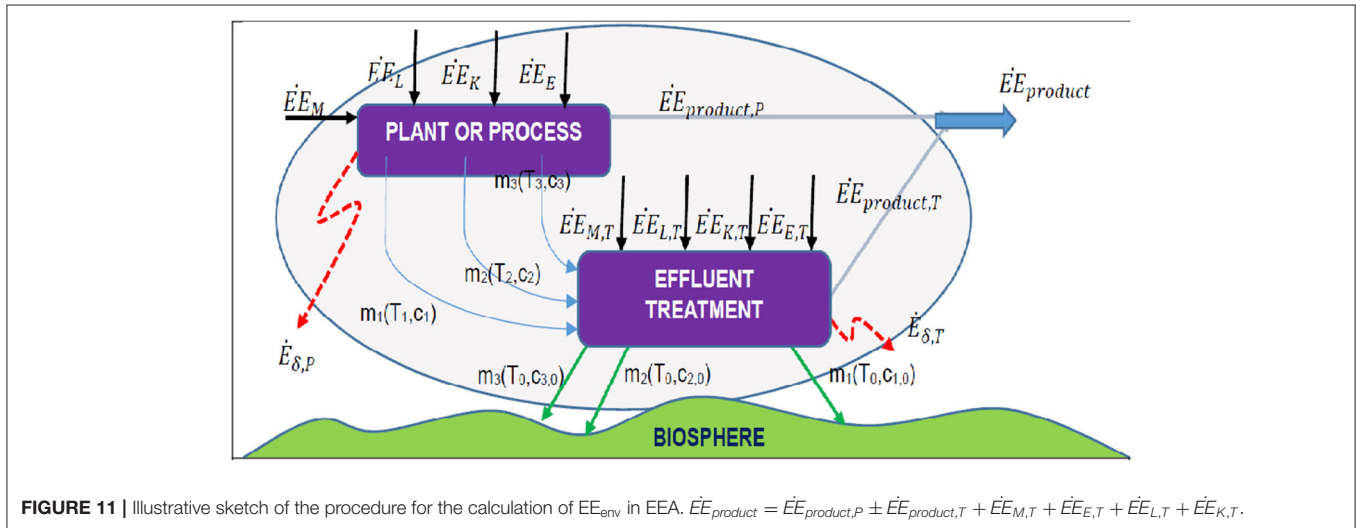 ĖE_L ĖE_K ĖE_E
ĖE_M
ĖE_product,P
ĖE_product
PLANT OR PROCESS
m₃(T₃,c₃)
ĖE_product,T
ĖE_M,T ĖE_L,T ĖE_K,T ĖE_E,T
m₂(T₂,c₂)
m₁(T₁,c₁)
EFFLUENT
TREATMENT
Ė_δ,P
Ė_δ,T
m₃(T₀,c₃,₀) m₂(T₀,c₂,₀) m₁(T₀,c₁,₀)
BIOSPHERE
FIGURE 11 | Illustrative sketch of the procedure for the calculation of EE_env in EEA. ĖE_product = ĖE_product,P ± ĖE_product,T + ĖE_M,T + ĖE_E,T + ĖE_L,T + ĖE_K,T.